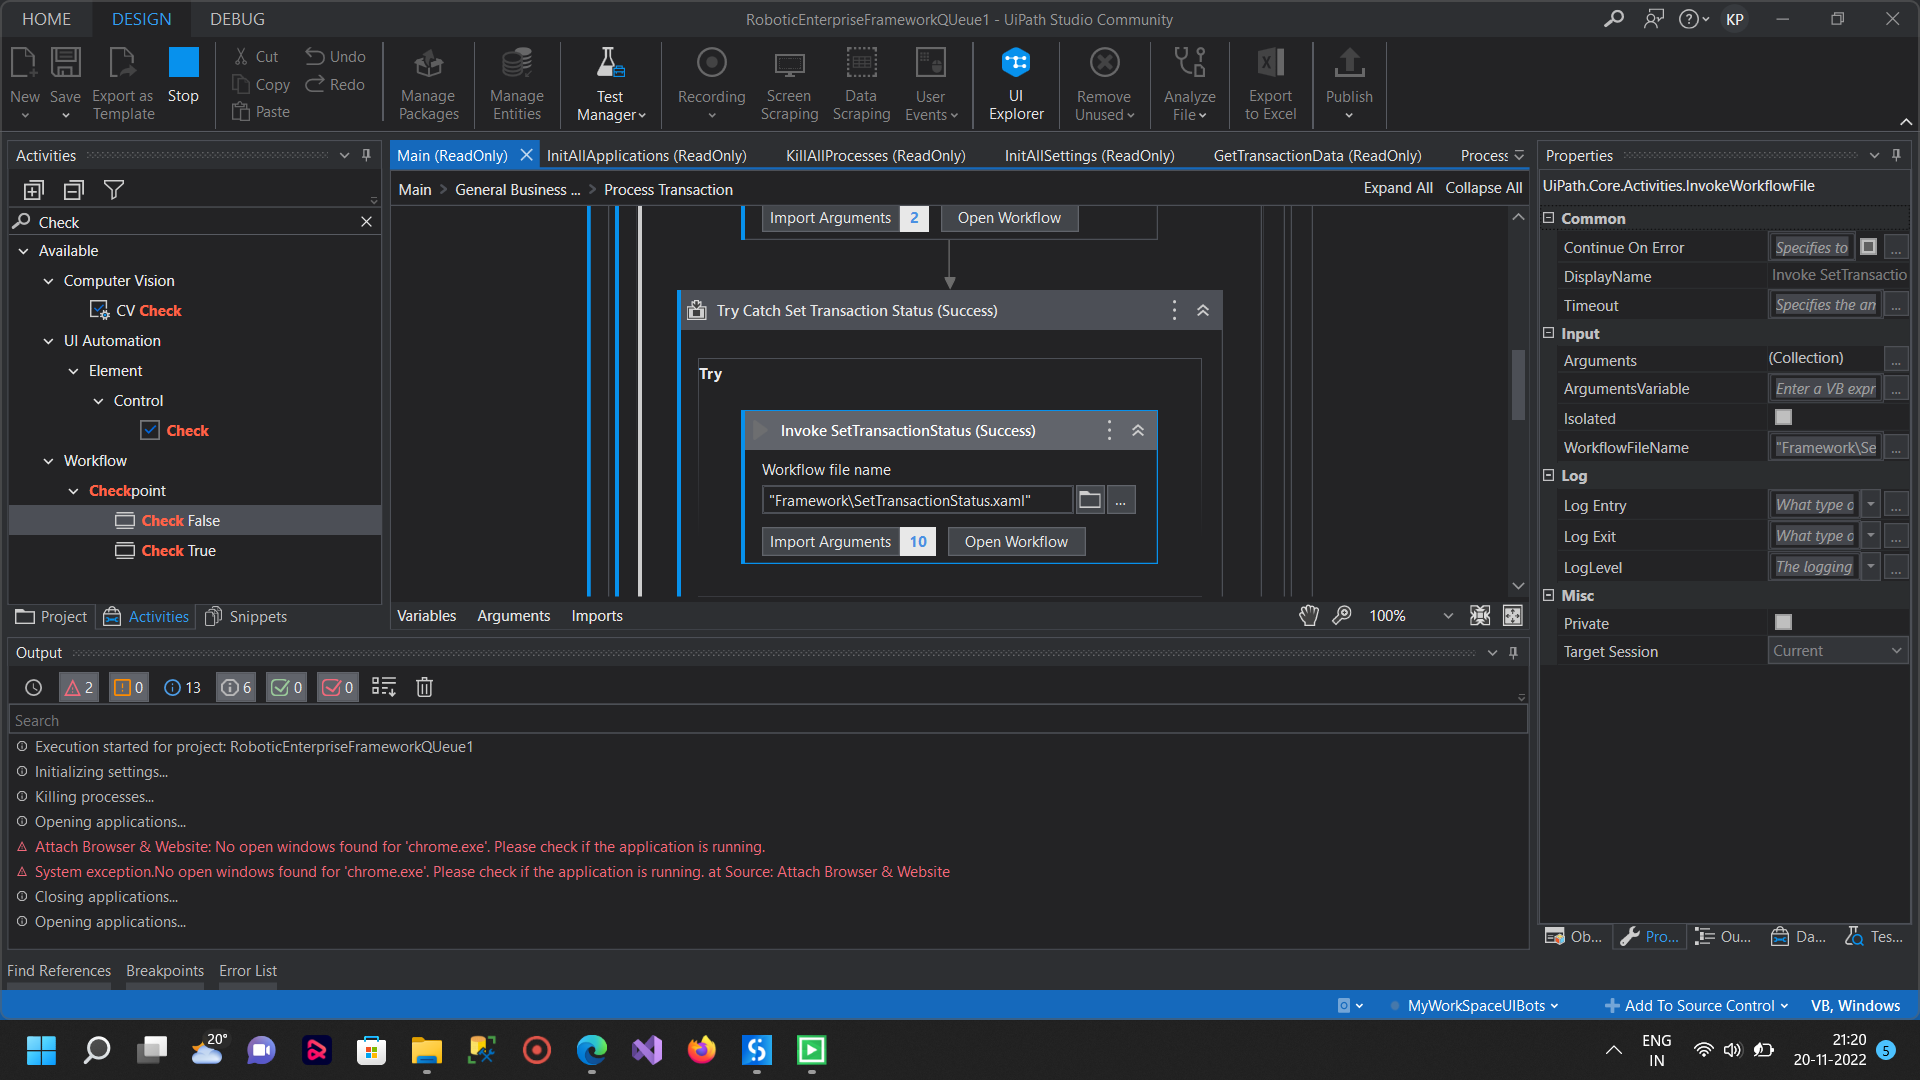 HOME DESIGN DEBUG RoboticEnterpriseFrameworkQUeue1 - UiPath Studio Community KP
New Save Export as Template Stop Cut Copy Paste Undo Redo Manage Packages Manage Entities Test Manager Recording Screen Scraping Data Scraping User Events UI Explorer Remove Unused Analyze File Export to Excel Publish
Activities
Check
Available
Computer Vision
CV Check
UI Automation
Element
Control
Check
Workflow
Checkpoint
Check False
Check True
Project Activities Snippets
Main (ReadOnly) InitAllApplications (ReadOnly) KillAllProcesses (ReadOnly) InitAllSettings (ReadOnly) GetTransactionData (ReadOnly) Process
Main > General Business ... > Process Transaction Expand All Collapse All
Import Arguments 2 Open Workflow
Try Catch Set Transaction Status (Success)
Try
Invoke SetTransactionStatus (Success)
Workflow file name
"Framework\SetTransactionStatus.xaml" ...
Import Arguments 10 Open Workflow
Variables Arguments Imports 100%
Properties
UiPath.Core.Activities.InvokeWorkflowFile
Common
Continue On Error Specifies to ...
DisplayName Invoke SetTransactio
Timeout Specifies the an ...
Input
Arguments (Collection) ...
ArgumentsVariable Enter a VB expr ...
Isolated
WorkflowFileName "Framework\Se ...
Log
Log Entry What type o ...
Log Exit What type o ...
LogLevel The logging ...
Misc
Private
Target Session Current
Ob... Pro... Ou... Da... Tes...
Output
2 0 13 6 0 0
Search
Execution started for project: RoboticEnterpriseFrameworkQUeue1
Initializing settings...
Killing processes...
Opening applications...
Attach Browser & Website: No open windows found for 'chrome.exe'. Please check if the application is running.
System exception.No open windows found for 'chrome.exe'. Please check if the application is running. at Source: Attach Browser & Website
Closing applications...
Opening applications...
Find References Breakpoints Error List
MyWorkSpaceUIBots Add To Source Control VB, Windows
20°
ENG
IN
21:20
20-11-2022
5